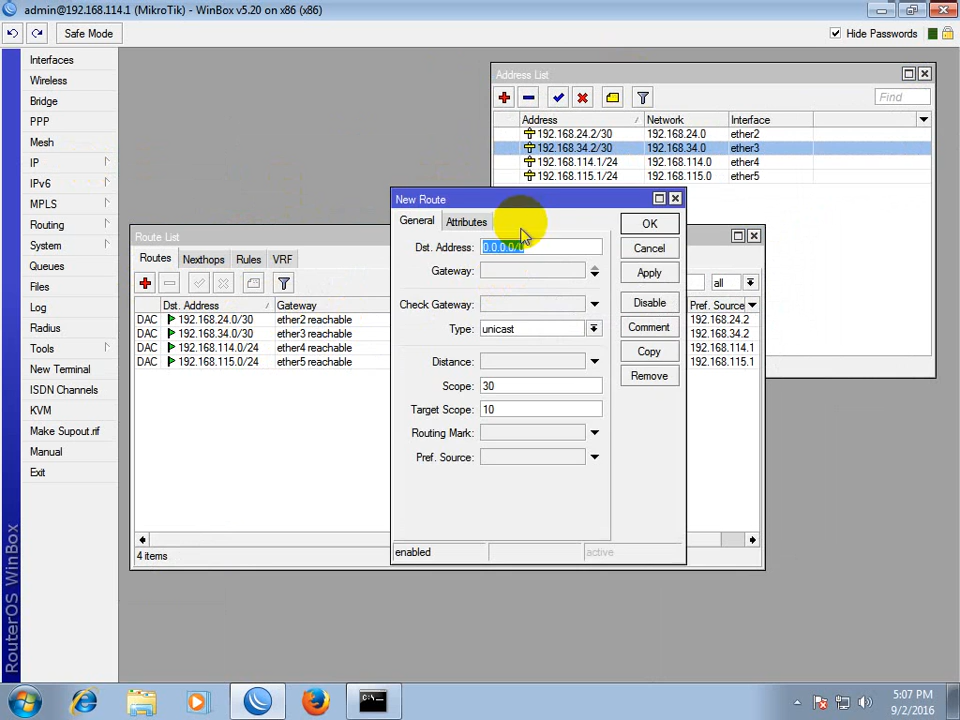 admin@192.168.114.1 (MikroTik) - WinBox v5.20 on x86 (x86)
Safe Mode
Hide Passwords
Interfaces
Wireless
Bridge
PPP
Mesh
IP
IPv6
MPLS
Routing
System
Queues
Files
Log
Radius
Tools
New Terminal
ISDN Channels
KVM
Make Supout.rif
Manual
Exit
RouterOS WinBox
Address List
Find
Address Network Interface
192.168.24.2/30 192.168.24.0 ether2
192.168.34.2/30 192.168.34.0 ether3
192.168.114.1/24 192.168.114.0 ether4
192.168.115.1/24 192.168.115.0 ether5
Route List
Routes Nexthops Rules VRF
all
Dst. Address Gateway Pref. Source
DAC 192.168.24.0/30 ether2 reachable 192.168.24.2
DAC 192.168.34.0/30 ether3 reachable 192.168.34.2
DAC 192.168.114.0/24 ether4 reachable 192.168.114.1
DAC 192.168.115.0/24 ether5 reachable 192.168.115.1
4 items
New Route
General Attributes
Dst. Address: 0.0.0.0/0
Gateway:
Check Gateway:
Type: unicast
Distance:
Scope: 30
Target Scope: 10
Routing Mark:
Pref. Source:
OK
Cancel
Apply
Disable
Comment
Copy
Remove
enabled
active
5:07 PM
9/2/2016